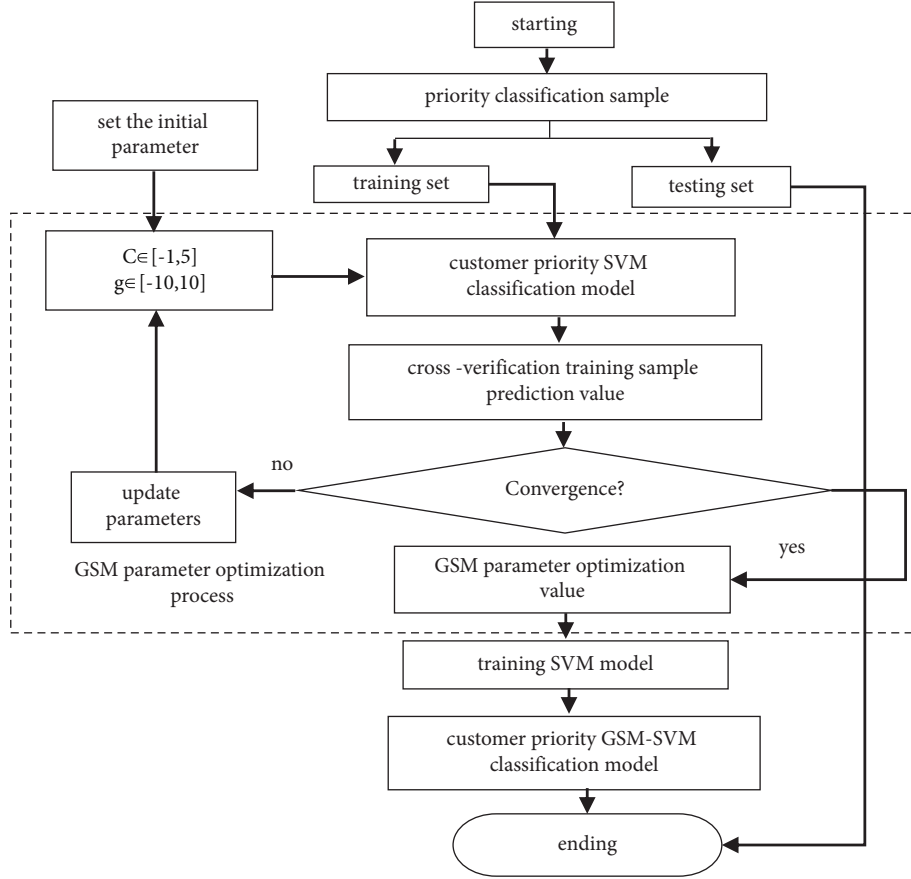 starting
priority classification sample
set the initial
parameter
training set
testing set
C∈[-1,5]
g∈[-10,10]
customer priority SVM
classification model
cross -verification training sample
prediction value
no
Convergence?
update
parameters
yes
GSM parameter optimization
process
GSM parameter optimization
value
training SVM model
customer priority GSM-SVM
classification model
ending